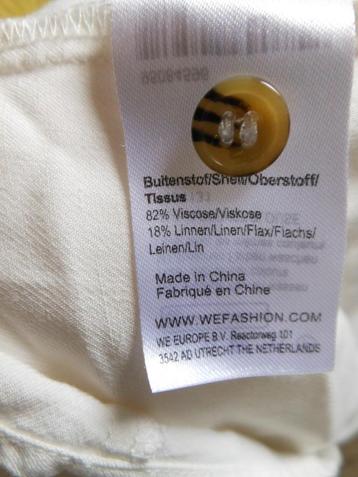 Buitenstof/Shell/Oberstoff/
Tissus (3)
82% Viscose/Viskose
18% Linnen/Linen/Flax/Flachs/
Leinen/Lin
Made in China
Fabriqué en Chine
WWW.WEFASHION.COM
WE EUROPE B.V. Reactorweg 101
3542 AD UTRECHT THE NETHERLANDS